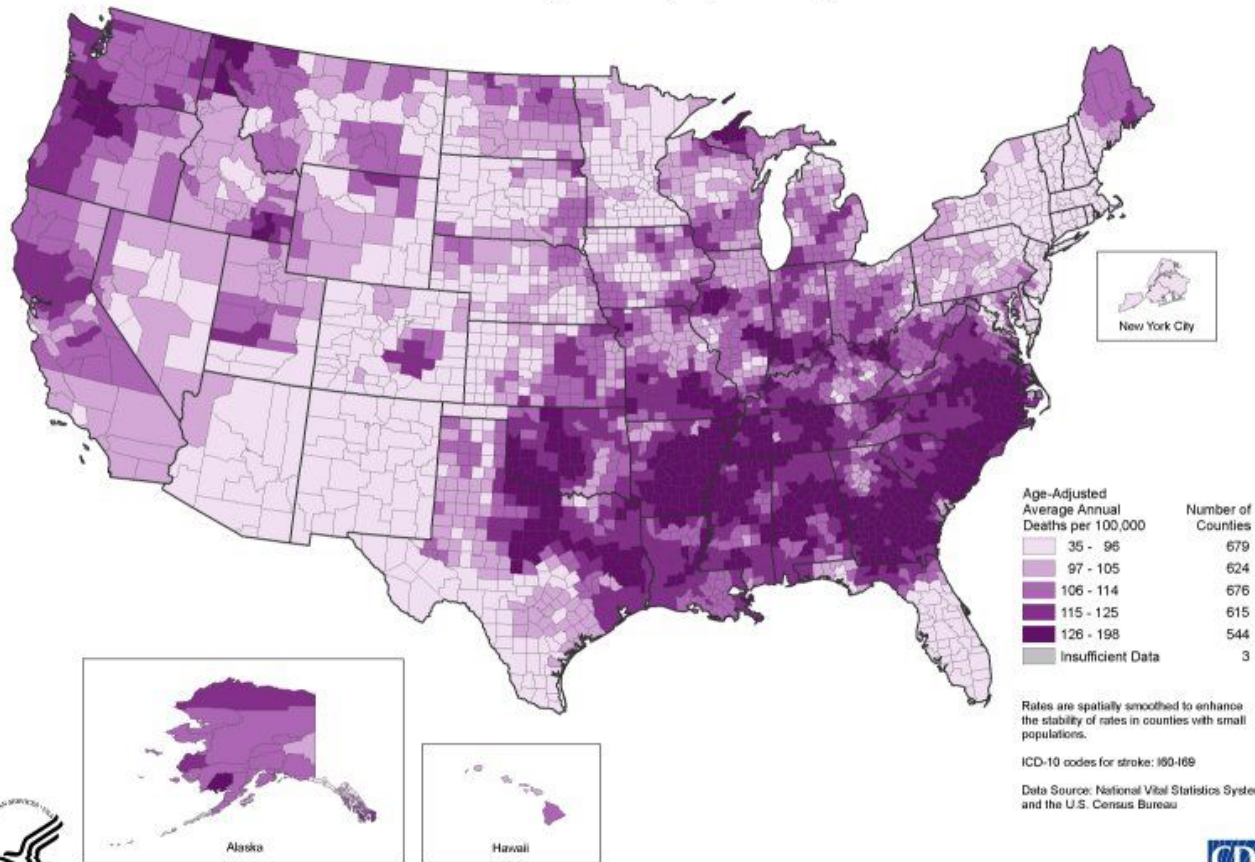 New York City
Age-Adjusted
Average Annual
Deaths per 100,000
Number of
Counties
35 - 96 679
97 - 105 624
106 - 114 676
115 - 125 615
126 - 198 544
Insufficient Data 3
Rates are spatially smoothed to enhance
the stability of rates in counties with small
populations.
ICD-10 codes for stroke: I60-I69
Data Source: National Vital Statistics Syste
and the U.S. Census Bureau
Alaska
Hawaii